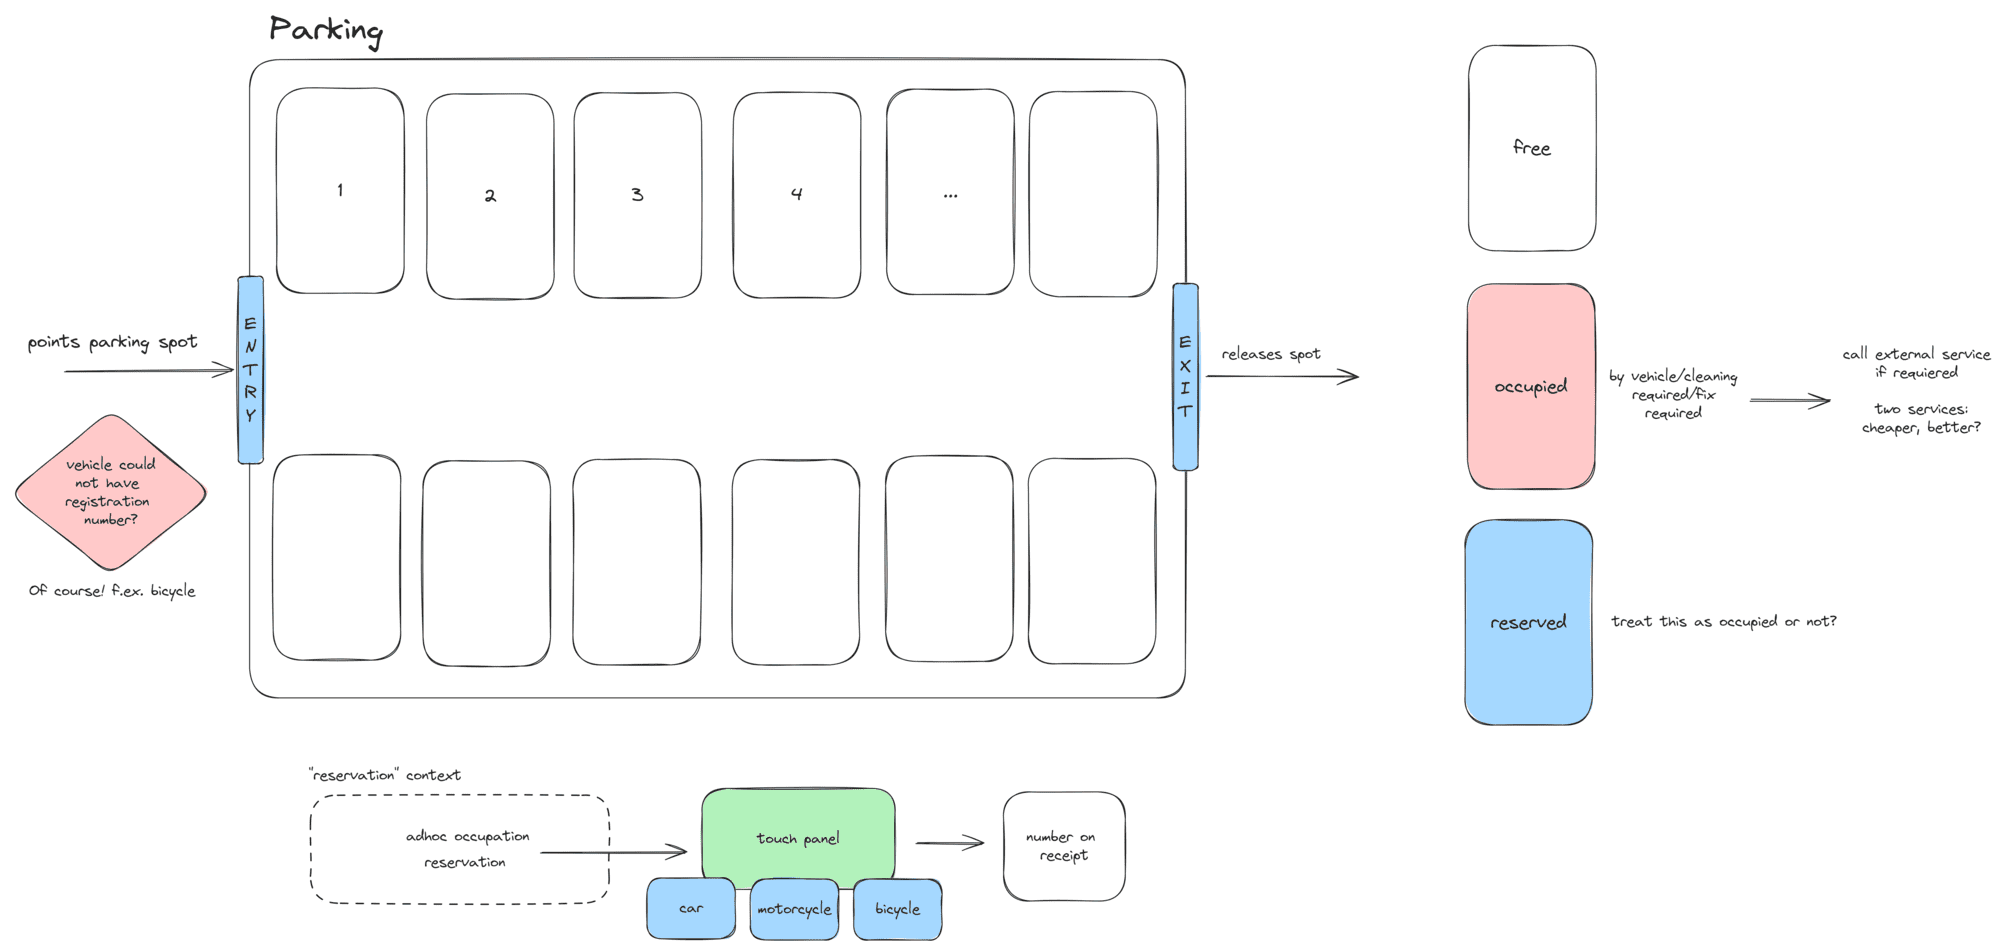 Parking
1
2
3
4
...
E
N
T
R
Y
E
X
I
T
points parking spot
releases spot
vehicle could
not have
registration
number?
Of course! f.ex. bicycle
free
occupied
by vehicle/cleaning
required/fix
required
call external service
if requiered
two services:
cheaper, better?
reserved
treat this as occupied or not?
"reservation" context
adhoc occupation
reservation
touch panel
car
motorcycle
bicycle
number on
receipt